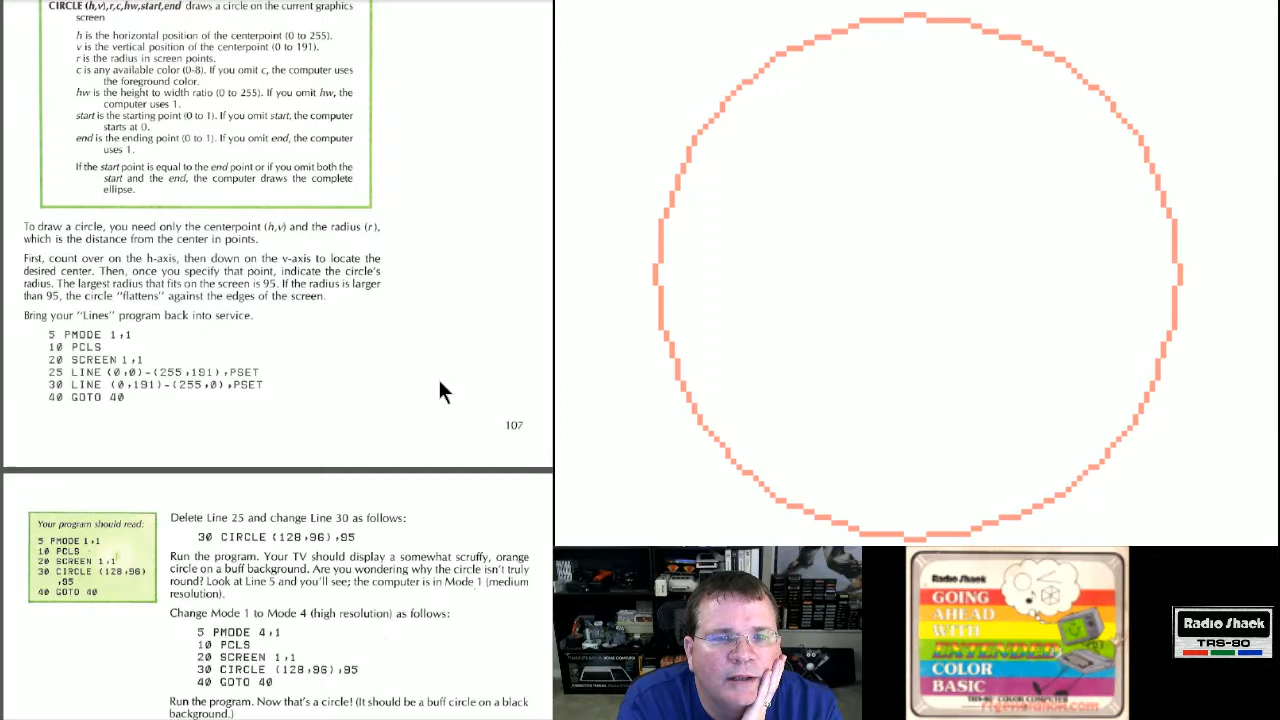 CIRCLE (h,v),r,c,hw,start,end draws a circle on the current graphics
screen
h is the horizontal position of the centerpoint (0 to 255).
v is the vertical position of the centerpoint (0 to 191).
r is the radius in screen points.
c is any available color (0-8). If you omit c, the computer uses
the foreground color.
hw is the height to width ratio (0 to 255). If you omit hw, the
computer uses 1.
start is the starting point (0 to 1). If you omit start, the computer
starts at 0.
end is the ending point (0 to 1). If you omit end, the computer
uses 1.
If the start point is equal to the end point or if you omit both the
start and the end, the computer draws the complete
ellipse.
To draw a circle, you need only the centerpoint (h,v) and the radius (r),
which is the distance from the center in points.
First, count over on the h-axis, then down on the v-axis to locate the
desired center. Then, once you specify that point, indicate the circle's
radius. The largest radius that fits on the screen is 95. If the radius is larger
than 95, the circle "flattens" against the edges of the screen.
Bring your "Lines" program back into service.
5 PMODE 1,1
10 PCLS
20 SCREEN 1,1
25 LINE (0,0)-(255,191),PSET
30 LINE (0,191)-(255,0),PSET
40 GOTO 40
107
Your program should read:
5 PMODE 1,1
10 PCLS
20 SCREEN 1,1
30 CIRCLE (128,96)
,95
40 GOTO 40
Delete Line 25 and change Line 30 as follows:
30 CIRCLE (128,96),95
Run the program. Your TV should display a somewhat scruffy, orange
circle on a buff background. Are you wondering why the circle isn't truly
round? Look at Line 5 and you'll see; the computer is in Mode 1 (medium
resolution).
Change Mode 1 to Mode 4 (high resolution) as follows:
5 PMODE 4,1
10 PCLS
20 SCREEN 1,1
30 CIRCLE (128,96),95
40 GOTO 40
Run the program. Now that's a circle! (It should be a buff circle on a black
background.)
Radio Shack
GOING
AHEAD
WITH
EXTENDED
COLOR
BASIC
TRS-80 COLOR COMPUTER
Radio Shack
TRS-80